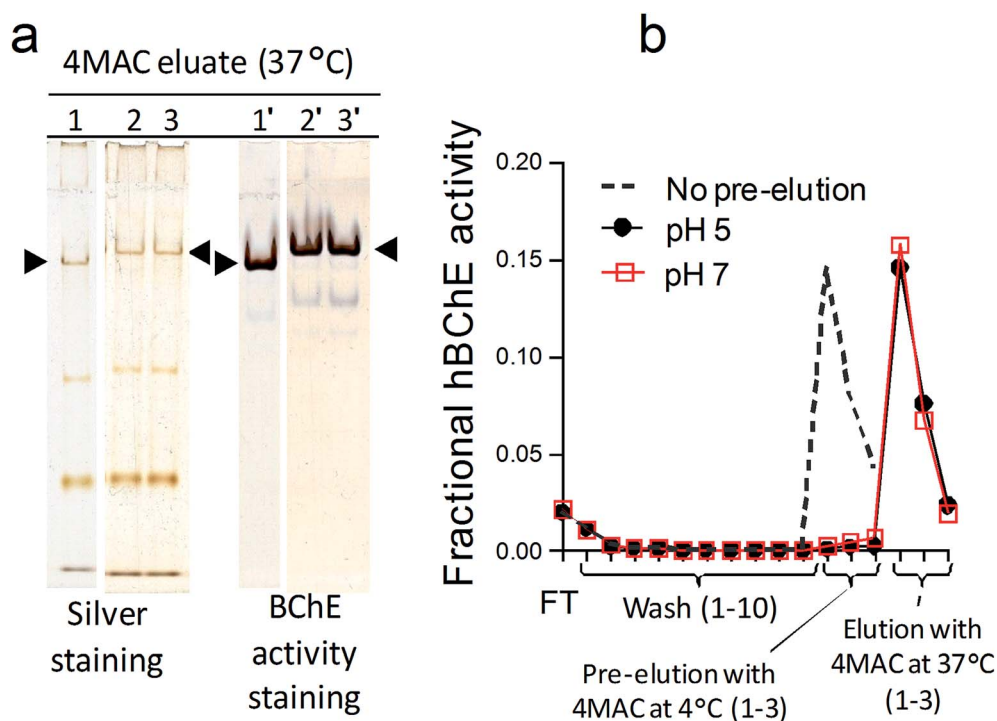 a
4MAC eluate (37°C)
1 2 3 1' 2' 3'
Silver
staining
BChE
activity
staining
b
Fractional hBChE activity
0.20
0.15
0.10
0.05
0.00
No pre-elution
pH 5
pH 7
FT
Wash (1-10)
Pre-elution with
4MAC at 4°C (1-3)
Elution with
4MAC at 37°C
(1-3)